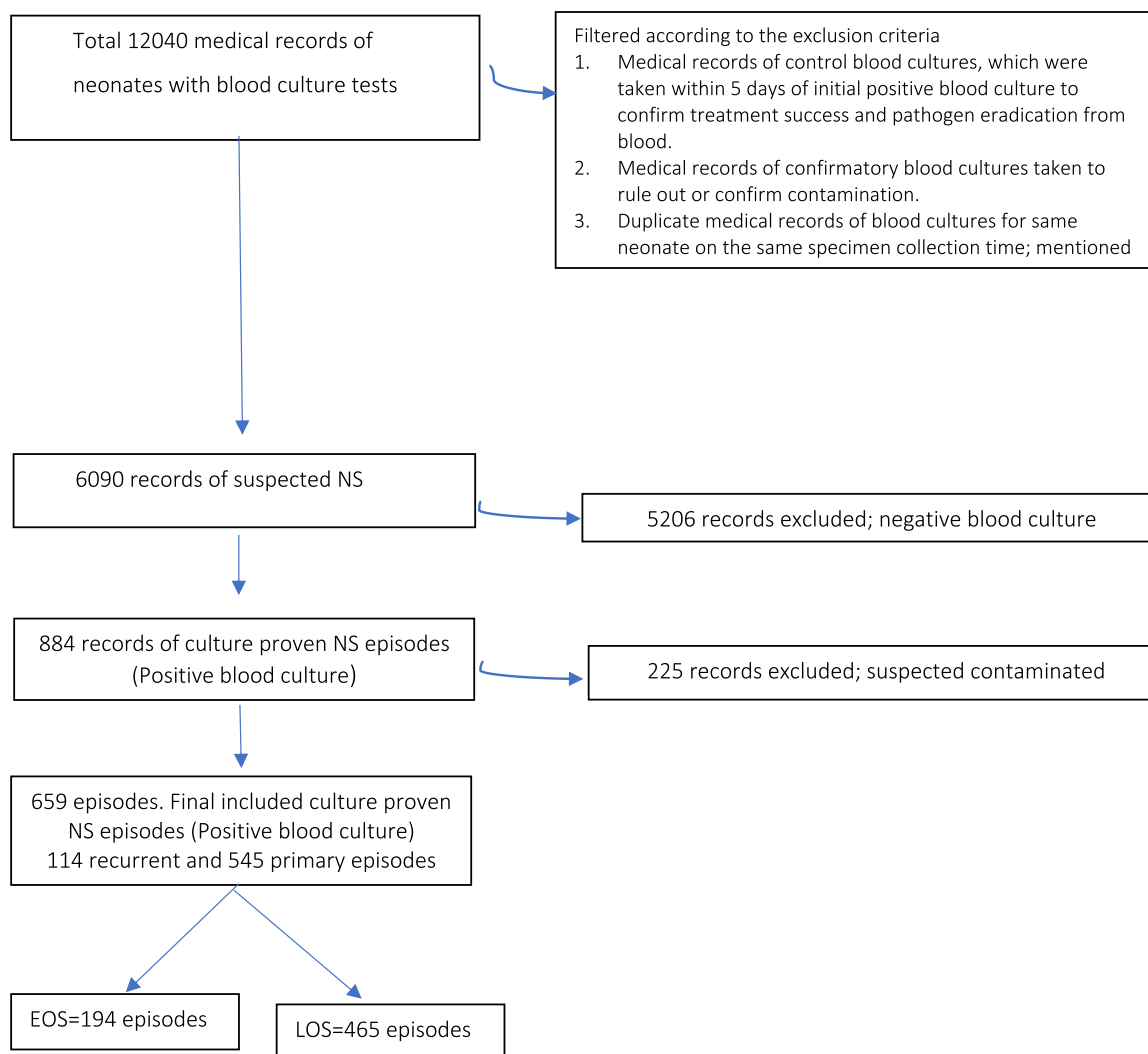 Total 12040 medical records of
neonates with blood culture tests
Filtered according to the exclusion criteria
1. Medical records of control blood cultures, which were
taken within 5 days of initial positive blood culture to
confirm treatment success and pathogen eradication from
blood.
2. Medical records of confirmatory blood cultures taken to
rule out or confirm contamination.
3. Duplicate medical records of blood cultures for same
neonate on the same specimen collection time; mentioned
6090 records of suspected NS
5206 records excluded; negative blood culture
884 records of culture proven NS episodes
(Positive blood culture)
225 records excluded; suspected contaminated
659 episodes. Final included culture proven
NS episodes (Positive blood culture)
114 recurrent and 545 primary episodes
EOS=194 episodes
LOS=465 episodes